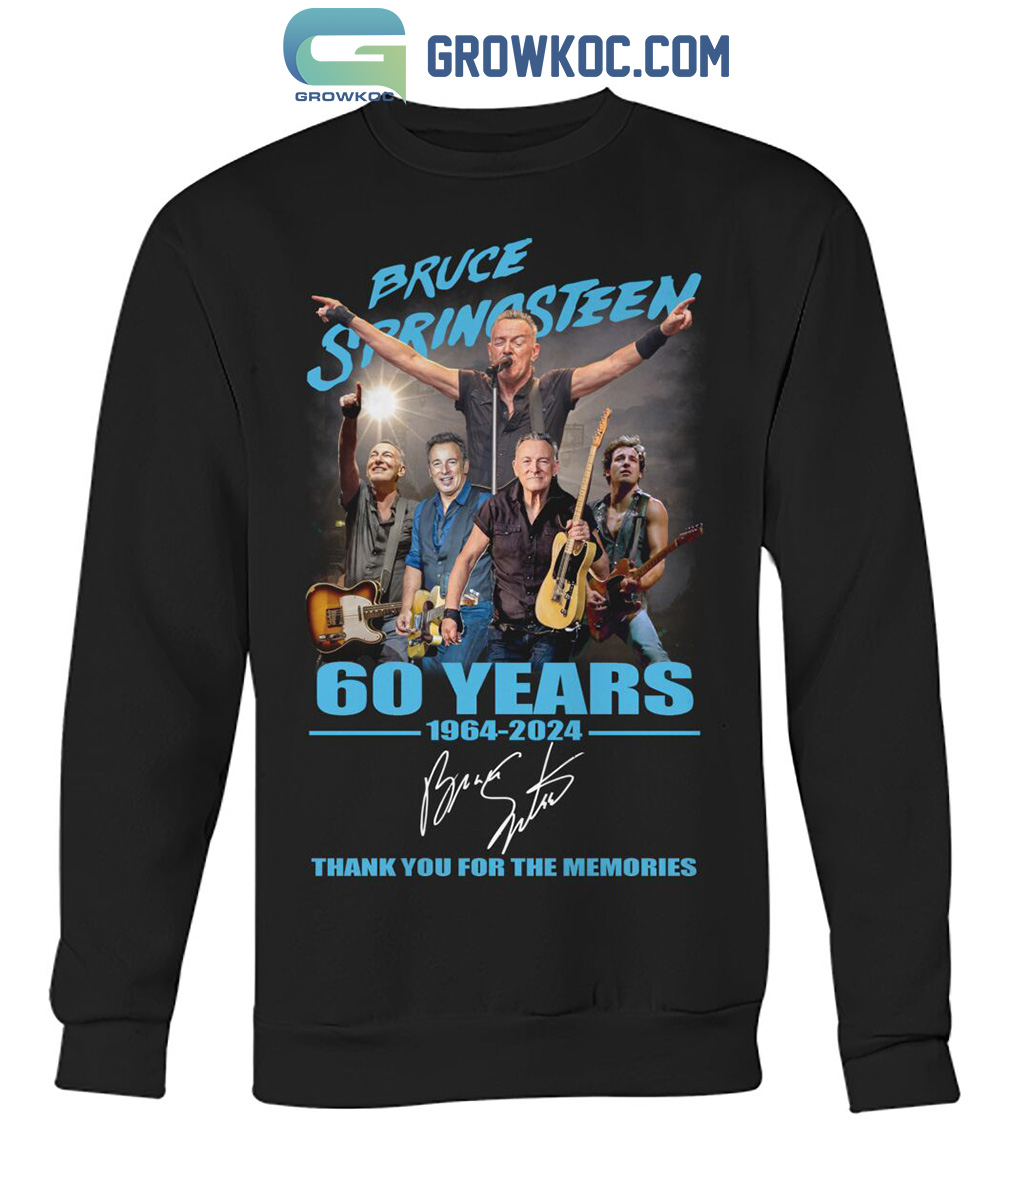 GROWKOC
GROWKOC.COM
BRUCE
SPRINGSTEEN
60 YEARS
1964-2024
THANK YOU FOR THE MEMORIES